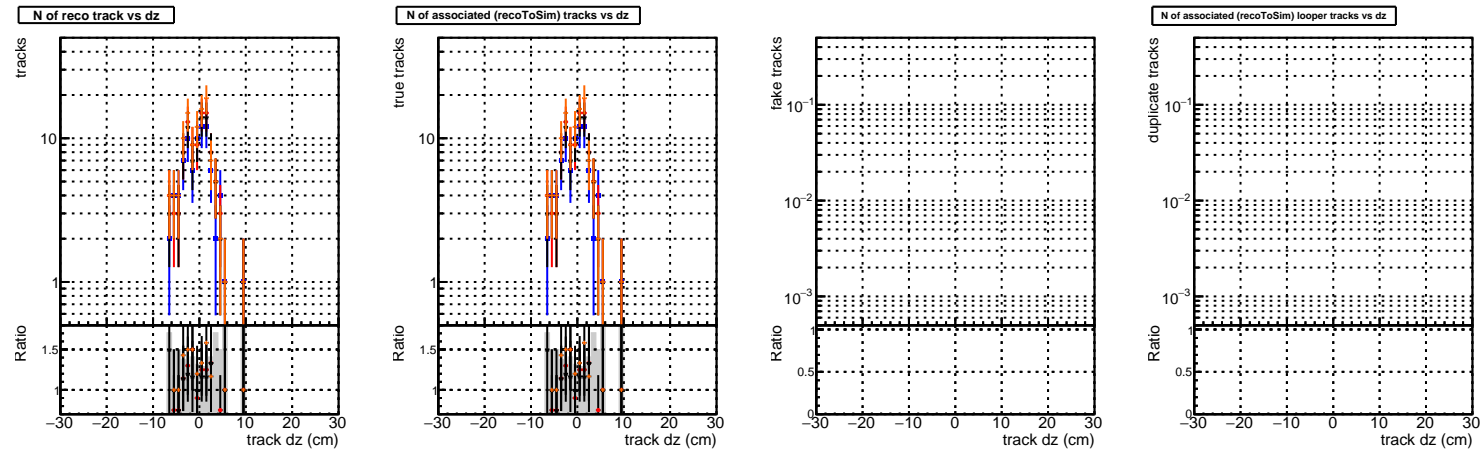 N of reco track vs dz
tracks
10
1
Ratio
1.5
1
−30 −20 −10 0 10 20 30
track dz (cm)
N of associated (recoToSim) tracks vs dz
true tracks
10
1
Ratio
1.5
1
−30 −20 −10 0 10 20 30
track dz (cm)
fake tracks
10−1
10−2
10−3
Ratio
1
0.5
0
−30 −20 −10 0 10 20 30
track dz (cm)
N of associated (recoToSim) looper tracks vs dz
duplicate tracks
10−1
10−2
10−3
Ratio
1
0.5
0
−30 −20 −10 0 10 20 30
track dz (cm)